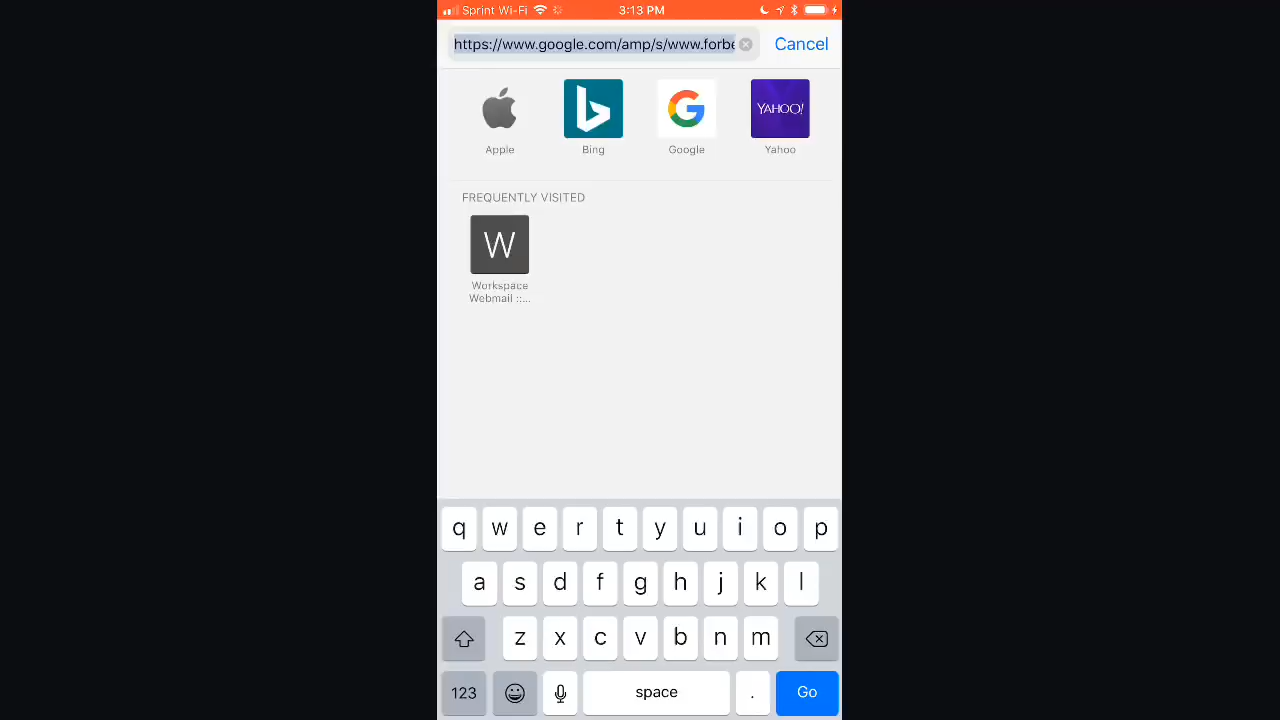 Sprint Wi-Fi 3:13 PM
https://www.google.com/amp/s/www.forbe Cancel
YAHOO!
Apple Bing Google Yahoo
FREQUENTLY VISITED
W
Workspace
Webmail ::...
q w e r t y u i o p
a s d f g h j k l
z x c v b n m
123 space . Go